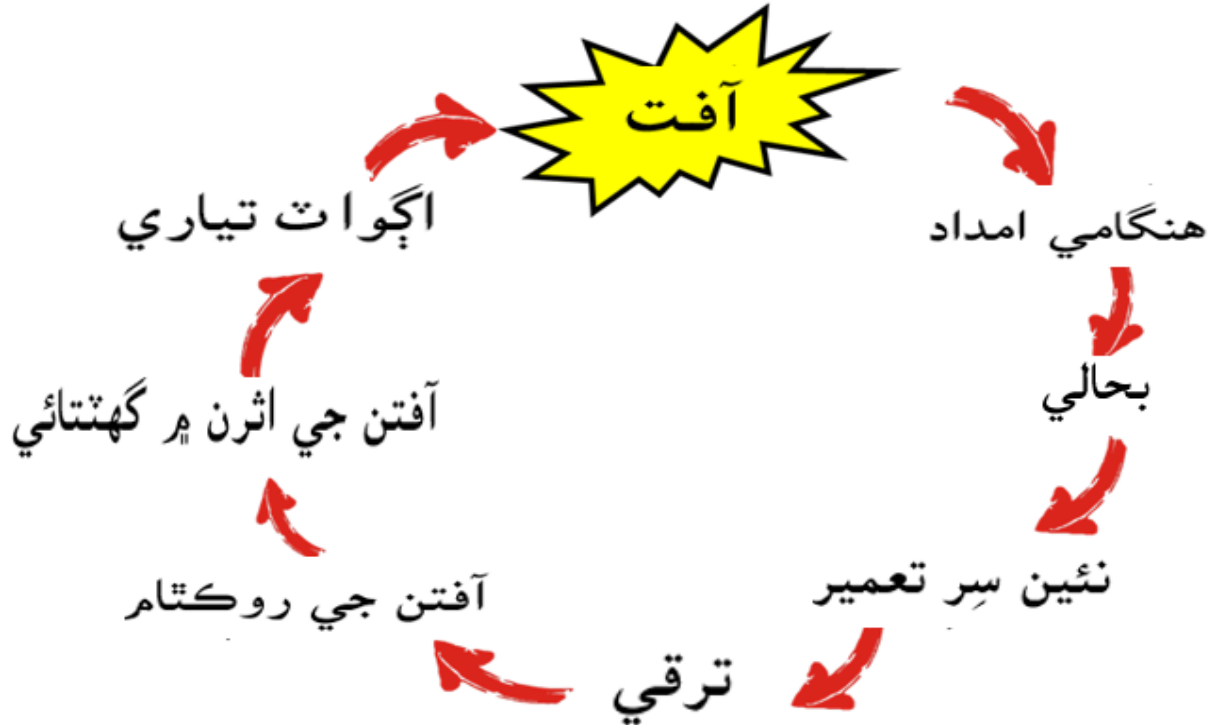 آفت
هنگامي امداد
بحالي
نئين سِر تعمير
ترقي
آفتن جي روڪٿام
آفتن جي اثرن ۾ گهٽتائي
اڳواٽ تياري